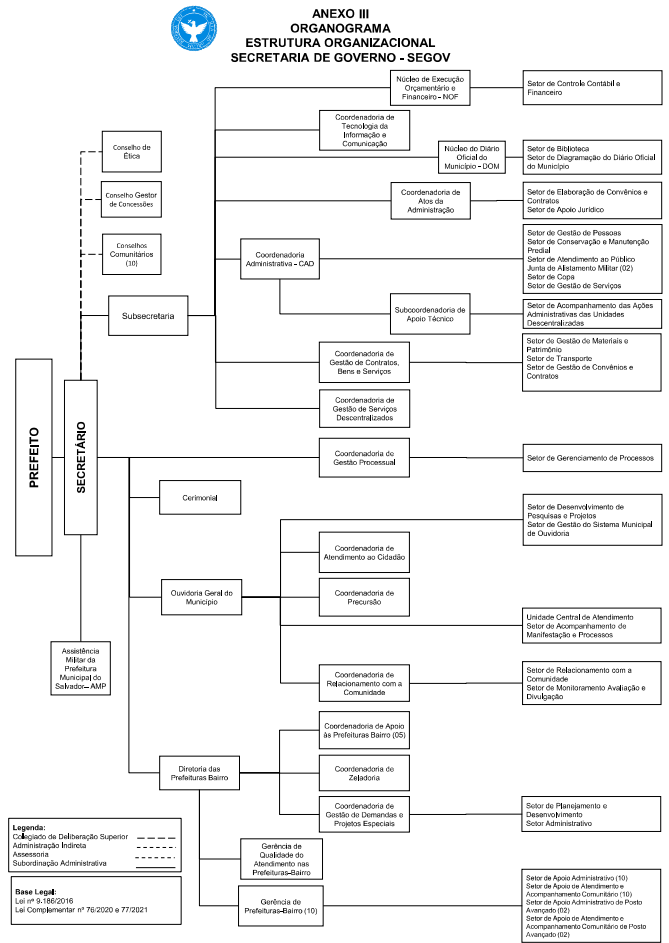 ANEXO III
ORGANOGRAMA
ESTRUTURA ORGANIZACIONAL
SECRETARIA DE GOVERNO - SEGOV
Núcleo de Execução
Orçamentário e
Financeiro – NOF
Setor de Controle Contábil e
Financeiro
Coordenadoria de
Tecnologia da
Informação e
Comunicação
Conselho de
Ética
Núcleo do Diário
Oficial do
Município – DOM
Setor de Biblioteca
Setor de Diagramação do Diário Oficial
do Município
Conselho Gestor
de Concessões
Coordenadoria de
Atos da
Administração
Setor de Elaboração de Convênios e
Contratos
Setor de Apoio Jurídico
Conselhos
Comunitários
(10)
Coordenadoria
Administrativa – CAD
Setor de Gestão de Pessoas
Setor de Conservação e Manutenção
Predial
Setor de Atendimento ao Público
Junta de Alistamento Militar (02)
Setor de Copa
Setor de Gestão de Serviços
Subsecretaria
Subcoordenadoria de
Apoio Técnico
Setor de Acompanhamento das Ações
Administrativas das Unidades
Descentralizadas
Coordenadoria de
Gestão de Contratos,
Bens e Serviços
Setor de Gestão de Materiais e
Patrimônio
Setor de Transporte
Setor de Gestão de Convênios e
Contratos
Coordenadoria de
Gestão de Serviços
Descentralizados
PREFEITO
SECRETÁRIO
Coordenadoria de
Gestão Processual
Setor de Gerenciamento de Processos
Cerimonial
Setor de Desenvolvimento de
Pesquisas e Projetos
Setor de Gestão do Sistema Municipal
de Ouvidoria
Coordenadoria de
Atendimento ao Cidadão
Ouvidoria Geral do
Município
Coordenadoria de
Precursão
Unidade Central de Atendimento
Setor de Acompanhamento de
Manifestação e Processos
Assistência
Militar da
Prefeitura
Municipal do
Salvador– AMP
Coordenadoria de
Relacionamento com a
Comunidade
Setor de Relacionamento com a
Comunidade
Setor de Monitoramento Avaliação e
Divulgação
Coordenadoria de Apoio
às Prefeituras Bairro (05)
Diretoria das
Prefeituras Bairro
Coordenadoria de
Zeladoria
Coordenadoria de
Gestão de Demandas e
Projetos Especiais
Setor de Planejamento e
Desenvolvimento
Setor Administrativo
Gerência de
Qualidade do
Atendimento nas
Prefeituras-Bairro
Gerência de
Prefeituras-Bairro (10)
Setor de Apoio Administrativo (10)
Setor de Apoio de Atendimento e
Acompanhamento Comunitário (10)
Setor de Apoio Administrativo de Posto
Avançado (02)
Setor de Apoio de Atendimento e
Acompanhamento Comunitário de Posto
Avançado (02)
Legenda:
Colegiado de Deliberação Superior
Administração Indireta
Assessoria
Subordinação Administrativa
Base Legal:
Lei nº 9.186/2016
Lei Complementar nº 76/2020 e 77/2021